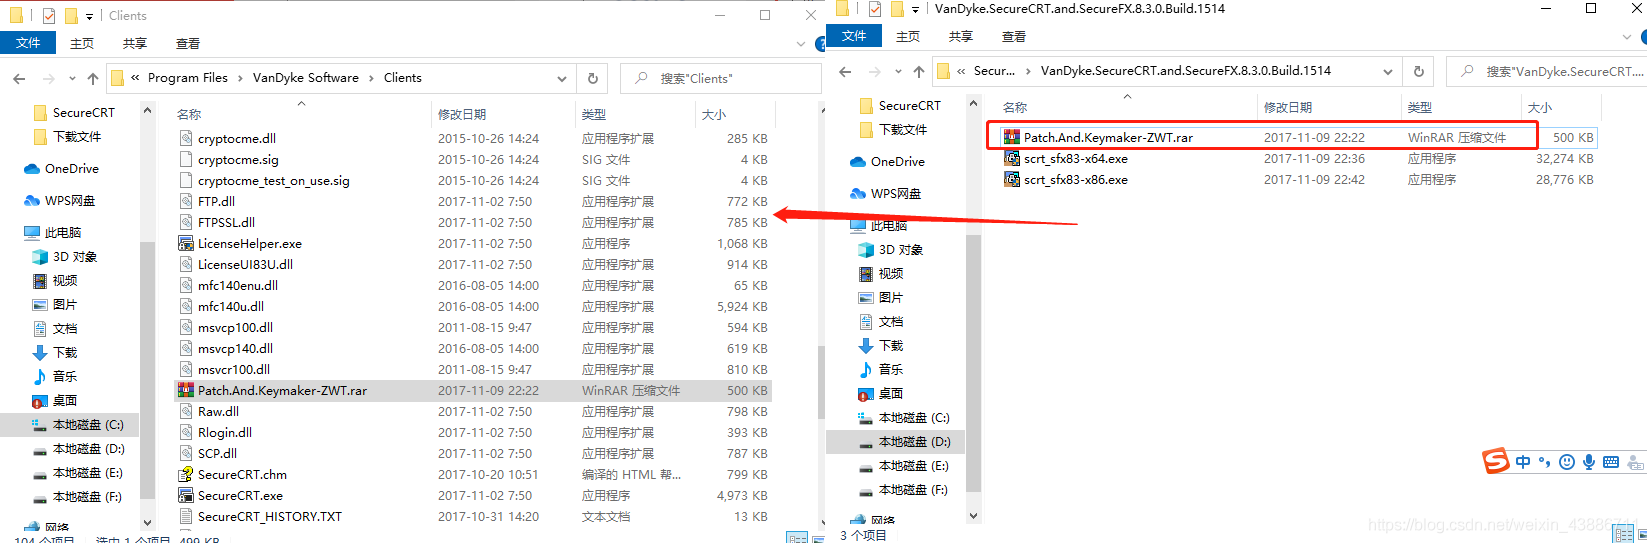 Clients
文件 主页 共享 查看
« Program Files › VanDyke Software › Clients
搜索"Clients"
SecureCRT
下载文件
OneDrive
WPS网盘
此电脑
3D 对象
视频
图片
文档
下载
音乐
桌面
本地磁盘 (C:)
本地磁盘 (D:)
本地磁盘 (E:)
本地磁盘 (F:)
网络
名称 修改日期 类型 大小
cryptocme.dll 2015-10-26 14:24 应用程序扩展 285 KB
cryptocme.sig 2015-10-26 14:24 SIG 文件 4 KB
cryptocme_test_on_use.sig 2015-10-26 14:24 SIG 文件 4 KB
FTP.dll 2017-11-02 7:50 应用程序扩展 772 KB
FTPSSL.dll 2017-11-02 7:50 应用程序扩展 785 KB
LicenseHelper.exe 2017-11-02 7:50 应用程序 1,068 KB
LicenseUI83U.dll 2017-11-02 7:50 应用程序扩展 914 KB
mfc140enu.dll 2016-08-05 14:00 应用程序扩展 65 KB
mfc140u.dll 2016-08-05 14:00 应用程序扩展 5,924 KB
msvcp100.dll 2011-08-15 9:47 应用程序扩展 594 KB
msvcp140.dll 2016-08-05 14:00 应用程序扩展 619 KB
msvcr100.dll 2011-08-15 9:47 应用程序扩展 810 KB
Patch.And.Keymaker-ZWT.rar 2017-11-09 22:22 WinRAR 压缩文件 500 KB
Raw.dll 2017-11-02 7:50 应用程序扩展 798 KB
Rlogin.dll 2017-11-02 7:50 应用程序扩展 393 KB
SCP.dll 2017-11-02 7:50 应用程序扩展 787 KB
SecureCRT.chm 2017-10-20 10:51 编译的 HTML 帮... 799 KB
SecureCRT.exe 2017-11-02 7:50 应用程序 4,973 KB
SecureCRT_HISTORY.TXT 2017-10-31 14:20 文本文档 13 KB
104 个项目 选中 1 个项目 499 KB
VanDyke.SecureCRT.and.SecureFX.8.3.0.Build.1514
文件 主页 共享 查看
« Secur... › VanDyke.SecureCRT.and.SecureFX.8.3.0.Build.1514
搜索"VanDyke.SecureCRT....
SecureCRT
下载文件
OneDrive
WPS网盘
此电脑
3D 对象
视频
图片
文档
下载
音乐
桌面
本地磁盘 (C:)
本地磁盘 (D:)
本地磁盘 (E:)
本地磁盘 (F:)
网络
名称 修改日期 类型 大小
Patch.And.Keymaker-ZWT.rar 2017-11-09 22:22 WinRAR 压缩文件 500 KB
scrt_sfx83-x64.exe 2017-11-09 22:36 应用程序 32,274 KB
scrt_sfx83-x86.exe 2017-11-09 22:42 应用程序 28,776 KB
3 个项目
中